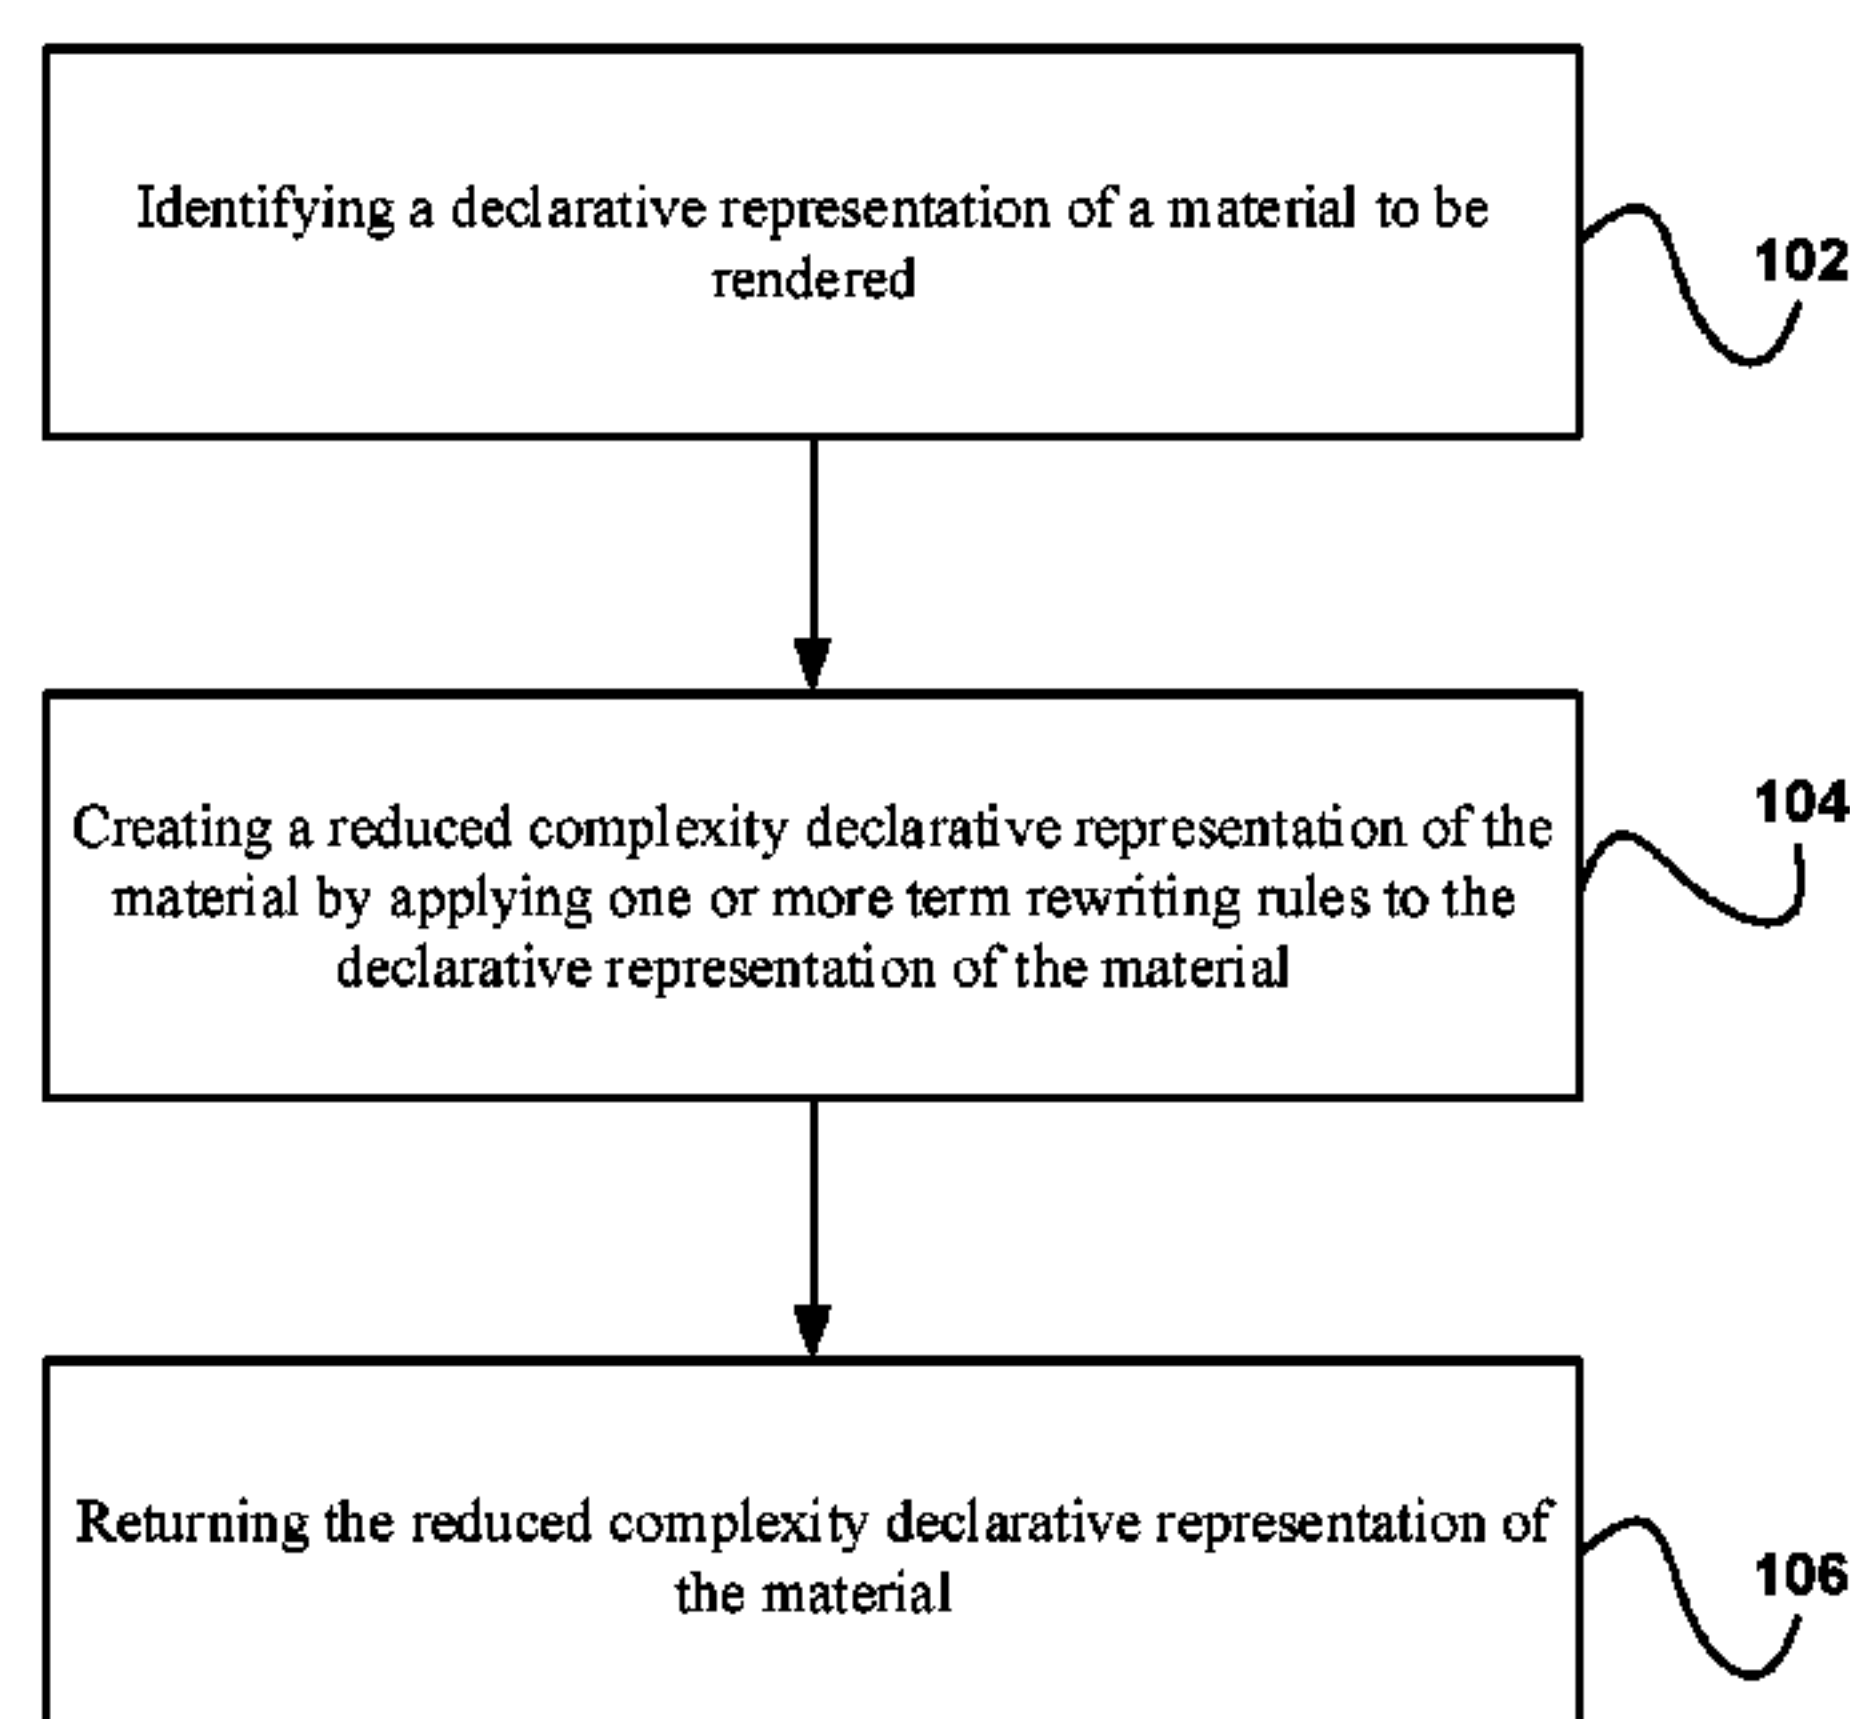 Identifying a declarative representation of a material to be
rendered
102
Creating a reduced complexity declarative representation of the
material by applying one or more term rewriting rules to the
declarative representation of the material
104
Returning the reduced complexity declarative representation of
the material
106